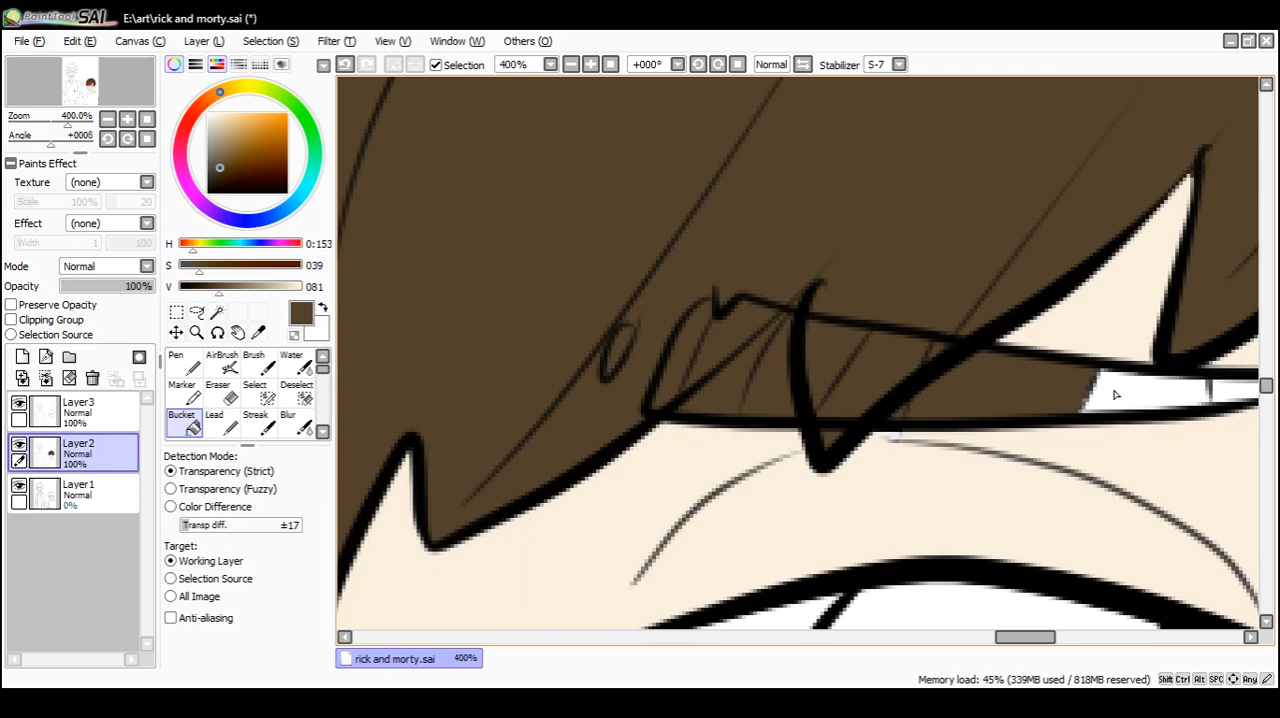 PaintTool SAI E:\art\rick and morty.sai (*)
File (F) Edit (E) Canvas (C) Layer (L) Selection (S) Filter (T) View (V) Window (W) Others (O)
Selection 400% +000° Normal Stabilizer S-7
Zoom 400.0%
Angle +000ß
Paints Effect
Texture (none)
Scale 100% 20
Effect (none)
Width 1 100
Mode Normal
Opacity 100%
Preserve Opacity
Clipping Group
Selection Source
Layer3
Normal
100%
Layer2
Normal
100%
Layer1
Normal
0%
H 0:153
S 039
V 081
Pen AirBrush Brush Water
Marker Eraser Select Deselect
Bucket Lead Streak Blur
Detection Mode:
Transparency (Strict)
Transparency (Fuzzy)
Color Difference
Transp diff. ±17
Target:
Working Layer
Selection Source
All Image
Anti-aliasing
rick and morty.sai 400%
Memory load: 45% (339MB used / 818MB reserved) Shift Ctrl Alt SPC Any